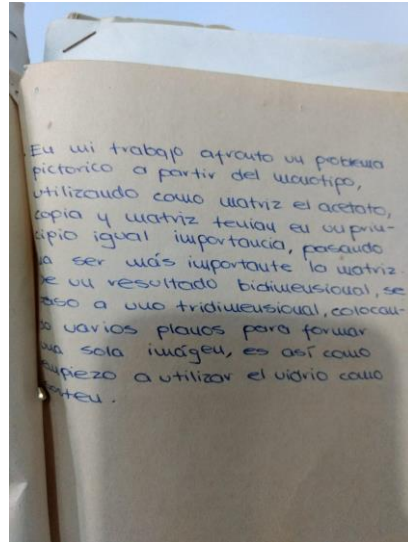 En mi trabajo afronto un problema
pictorico a partir del monotipo,
utilizando como matriz el acetato,
copia y matriz tenían en un prin-
cipio igual importancia, pasando
a ser más importante la matriz.
De un resultado bidimensional, se
paso a uno tridimensional, colocan-
do varios planos para formar
una sola imágen, es así como
empiezo a utilizar el vidrio como